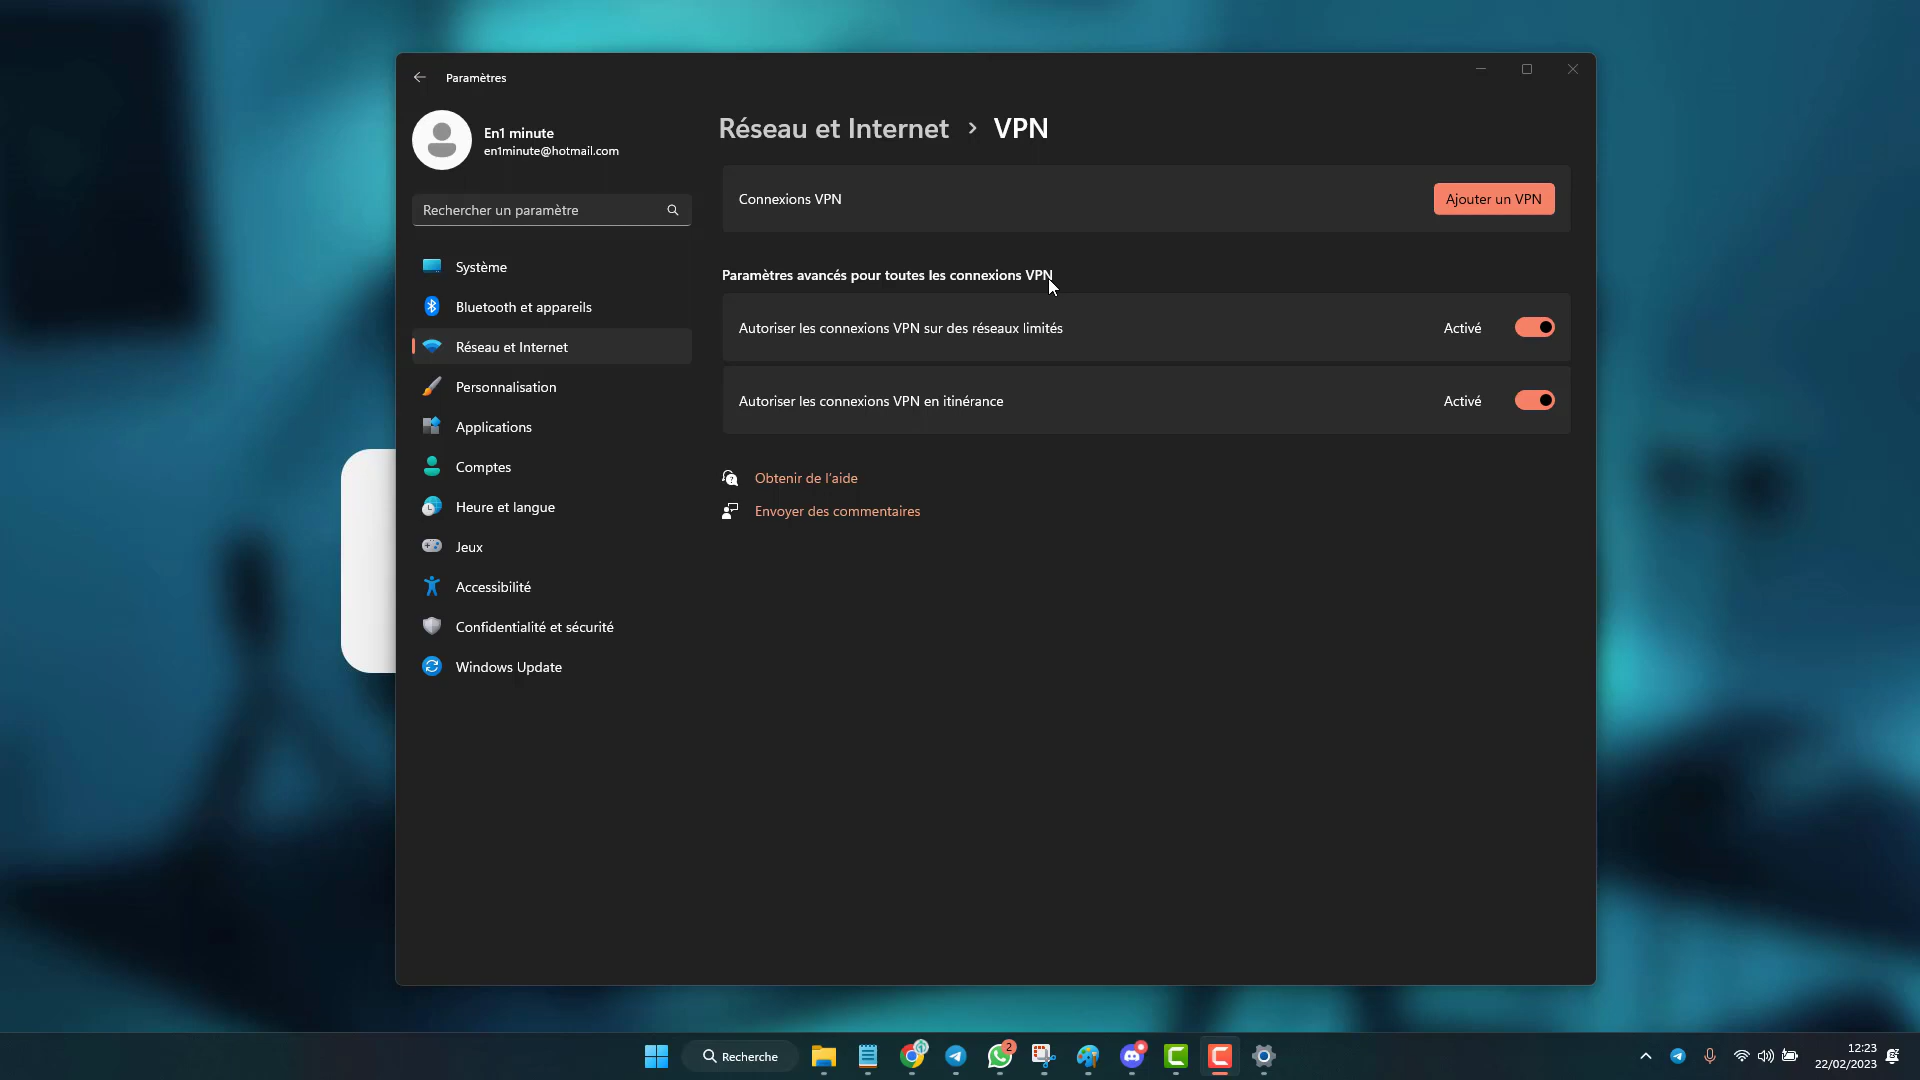 Paramètres
En1 minute
en1minute@hotmail.com
Rechercher un paramètre
Système
Bluetooth et appareils
Réseau et Internet
Personnalisation
Applications
Comptes
Heure et langue
Jeux
Accessibilité
Confidentialité et sécurité
Windows Update
Réseau et Internet > VPN
Connexions VPN
Ajouter un VPN
Paramètres avancés pour toutes les connexions VPN
Autoriser les connexions VPN sur des réseaux limités
Activé
Autoriser les connexions VPN en itinérance
Activé
Obtenir de l'aide
Envoyer des commentaires
Recherche
2
12:23
22/02/2023